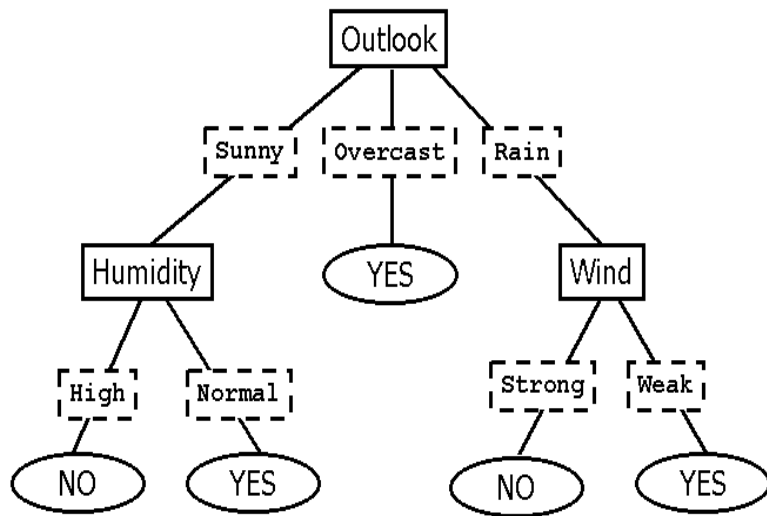 Outlook
Sunny
Overcast
Rain
Humidity
YES
Wind
High
Normal
Strong
Weak
NO
YES
NO
YES